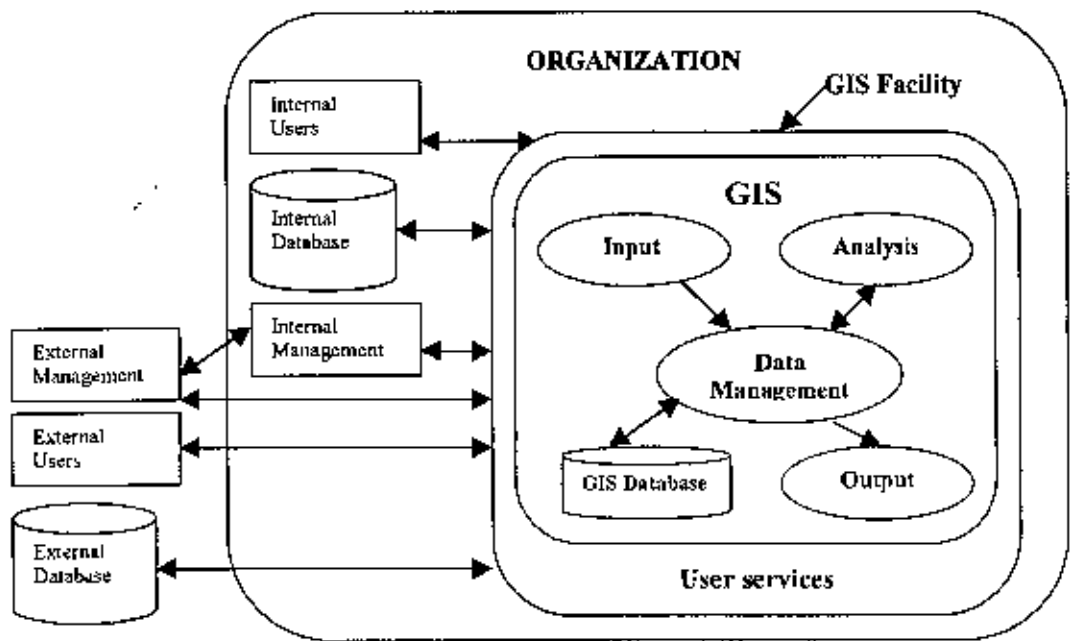 ORGANIZATION
GIS Facility
Internal
Users
Internal
Database
Internal
Management
External
Management
External
Users
External
Database
GIS
Input
Analysis
Data
Management
GIS Database
Output
User services